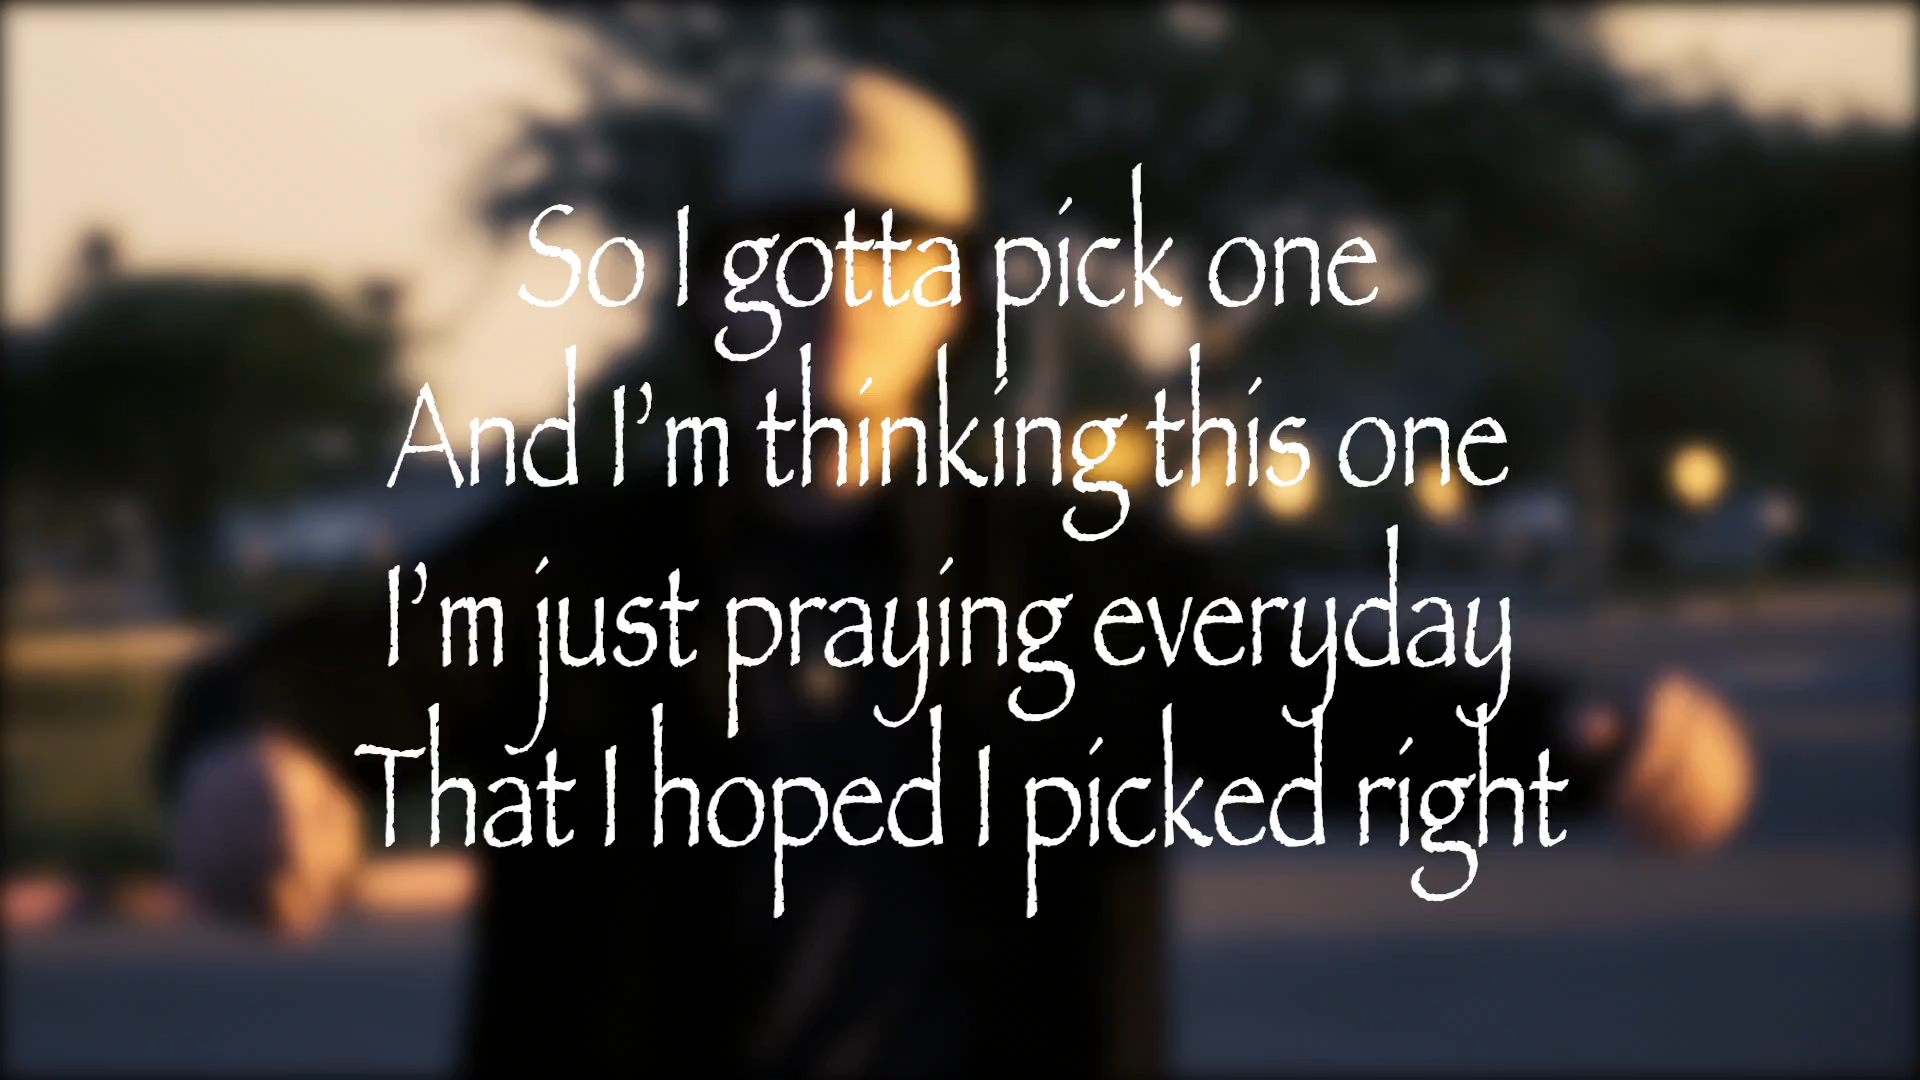 So I gotta pick one
And I'm thinking this one
I'm just praying everyday
That I hoped I picked right